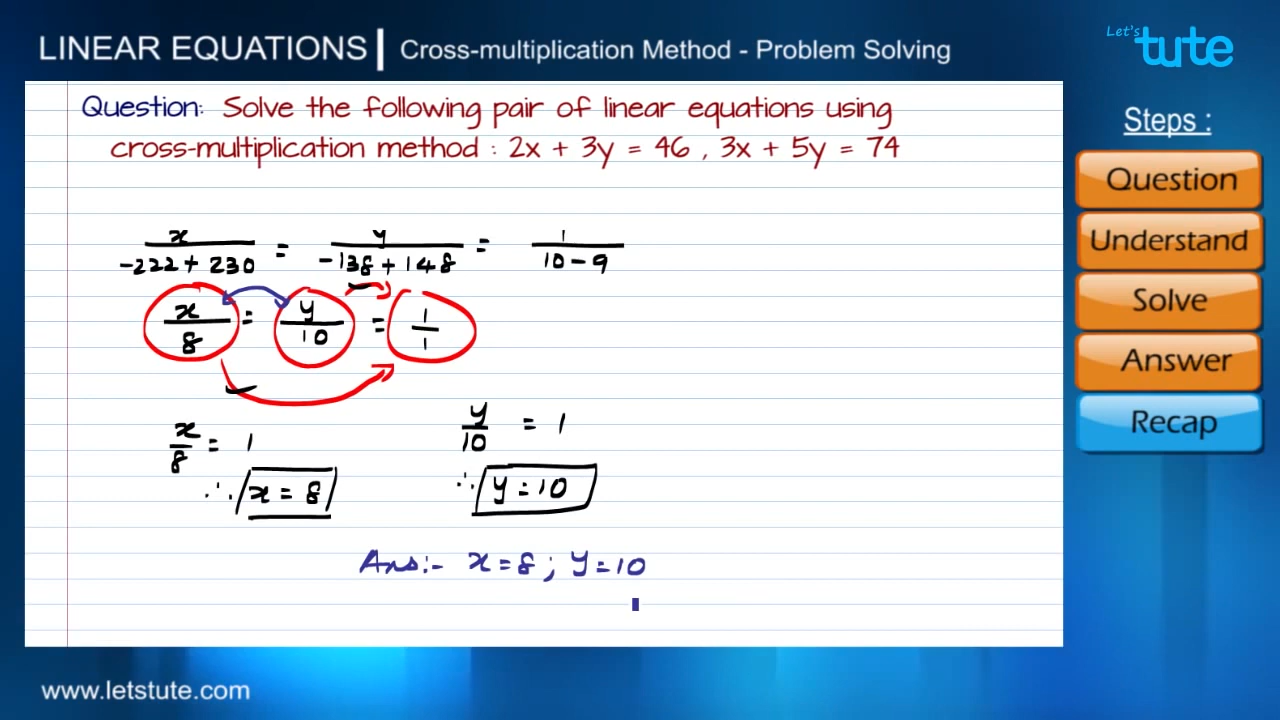 LINEAR EQUATIONS | Cross-multiplication Method - Problem Solving
Let's tute
Question: Solve the following pair of linear equations using
cross-multiplication method : 2x + 3y = 46 , 3x + 5y = 74
x/(-222 + 230) = y/(-138 + 148) = 1/(10 - 9)
x/8 = y/10 = 1/1
x/8 = 1 y/10 = 1
∴ x = 8 ∴ y = 10
Ans:- x = 8 ; y = 10
Steps :
Question
Understand
Solve
Answer
Recap
www.letstute.com